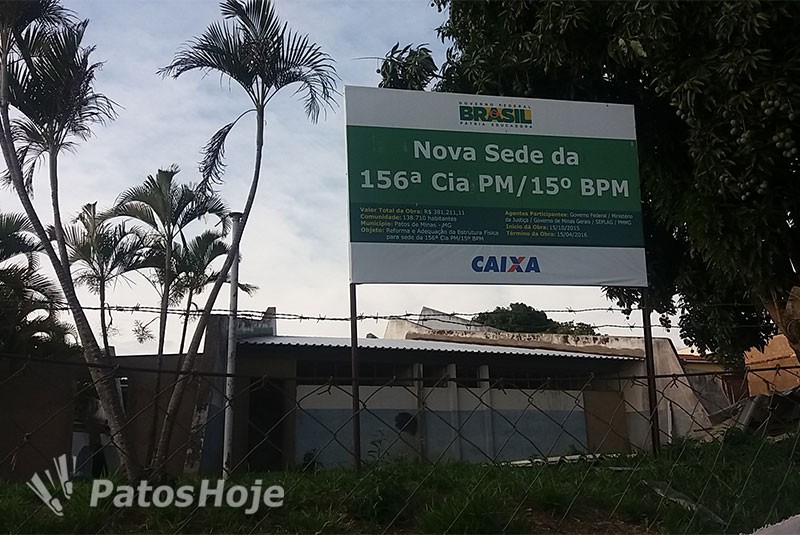 GOVERNO FEDERAL
BRASIL
PÁTRIA EDUCADORA
Nova Sede da
156ª Cia PM/15º BPM
Valor Total da Obra: R$ 381.211,11
Comunidade: 138.710 habitantes
Município: Patos de Minas -MG
Objeto: Reforma e Adequação da Estrutura Física
para sede da 156ª Cia PM/15º BPM
Agentes Participantes: Governo Federal / Ministério
da Justiça / Governo de Minas Gerais / SEPLAG / PMMG
Início da Obra: 15/10/2015
Término da Obra: 15/04/2016
CAIXA
PatosHoje